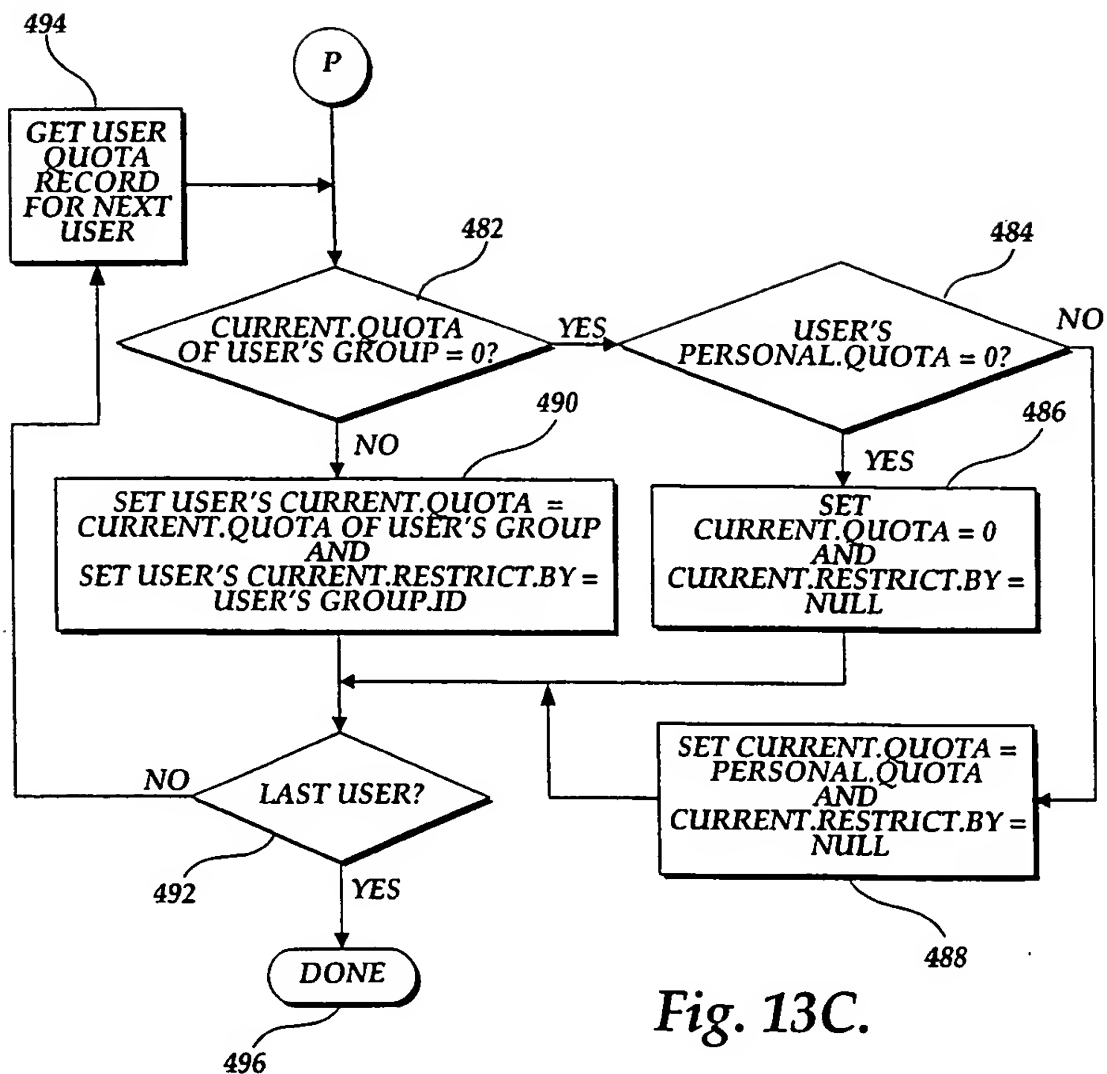 494
P
GET USER
QUOTA
RECORD
FOR NEXT
USER
482
484
CURRENT.QUOTA
OF USER'S GROUP = 0?
YES
USER'S
PERSONAL.QUOTA = 0?
NO
490
486
NO
YES
SET USER'S CURRENT.QUOTA =
CURRENT.QUOTA OF USER'S GROUP
AND
SET USER'S CURRENT.RESTRICT.BY =
USER'S GROUP.ID
SET
CURRENT.QUOTA = 0
AND
CURRENT.RESTRICT.BY =
NULL
NO
LAST USER?
SET CURRENT.QUOTA =
PERSONAL.QUOTA
AND
CURRENT.RESTRICT.BY =
NULL
492
YES
488
DONE
496
Fig. 13C.